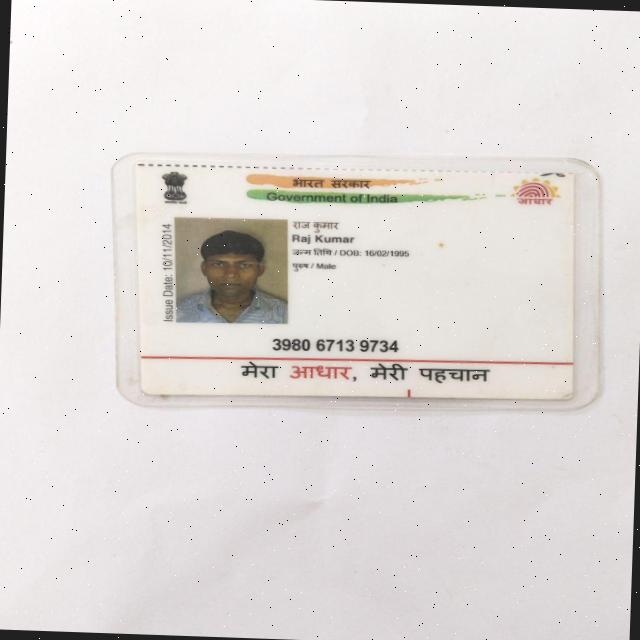 भारत सरकार
Government of India
आधार
Issue Date: 10/11/2014
राज कुमार
Raj Kumar
जन्म तिथि / DOB: 16/02/1995
पुरुष / Male
3980 6713 9734
मेरा आधार, मेरी पहचान